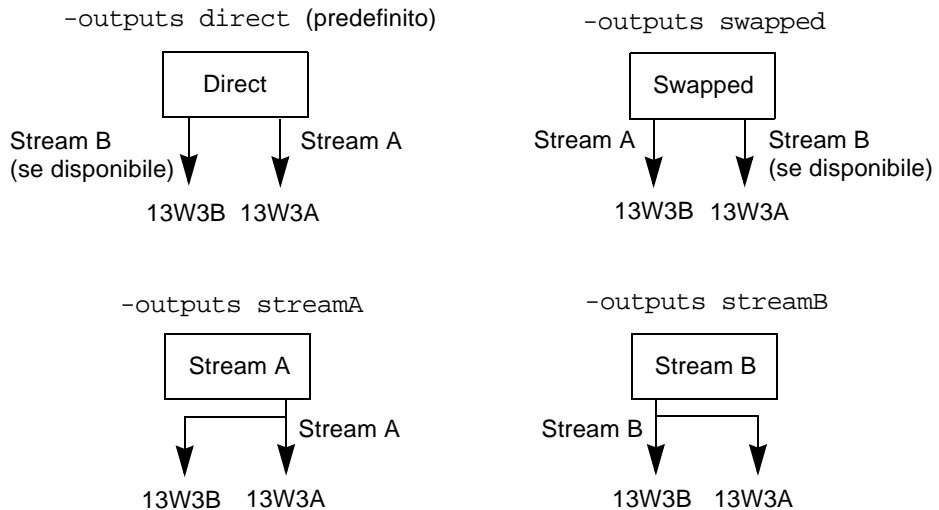 -outputs direct (predefinito)
Direct
Stream B
(se disponibile)
Stream A
13W3B 13W3A
-outputs swapped
Swapped
Stream A
Stream B
(se disponibile)
13W3B 13W3A
-outputs streamA
Stream A
Stream A
13W3B 13W3A
-outputs streamB
Stream B
Stream B
13W3B 13W3A